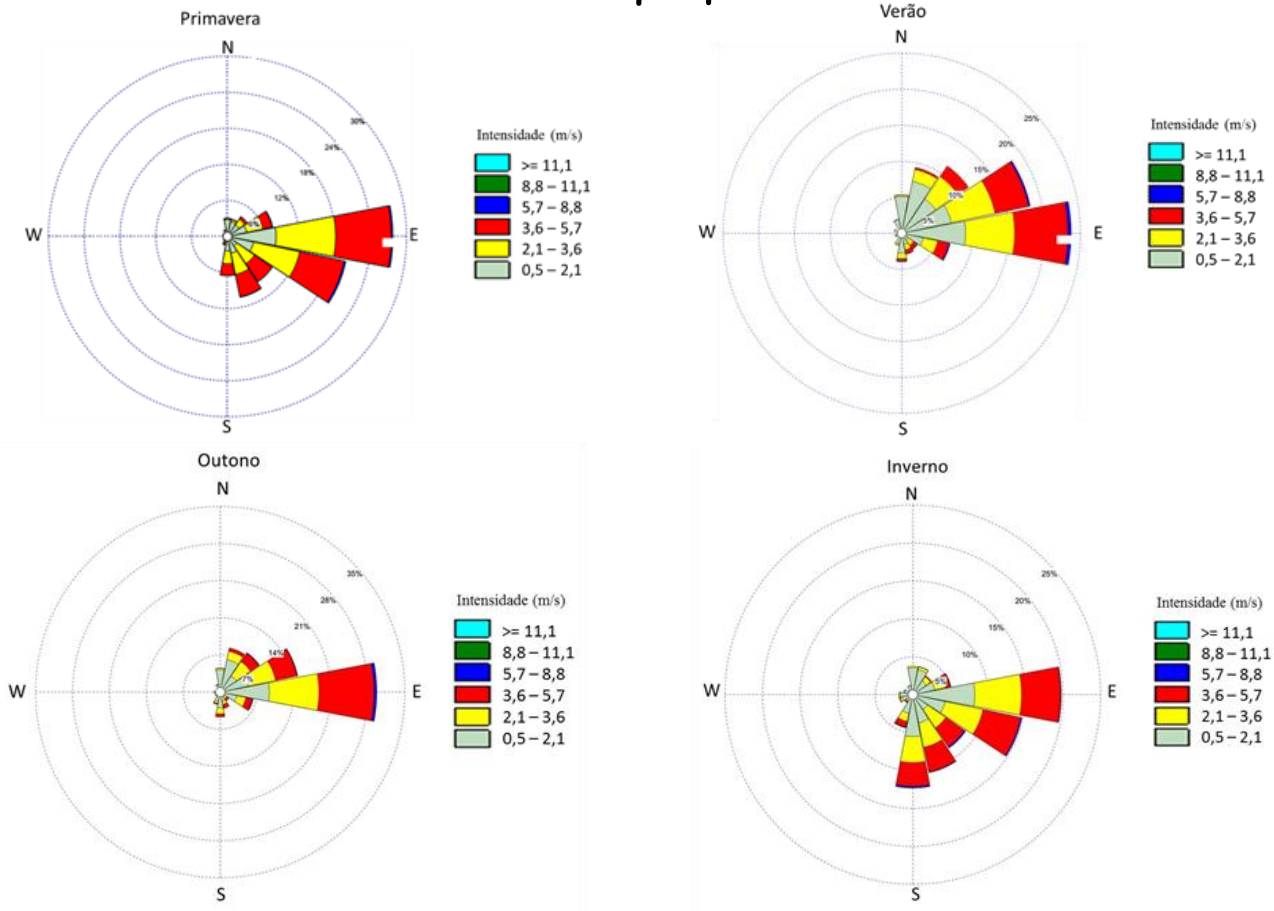 Primavera
N
30%
24%
18%
12%
6%
W
E
S
Intensidade (m/s)
>= 11,1
8,8 – 11,1
5,7 – 8,8
3,6 – 5,7
2,1 – 3,6
0,5 – 2,1
Verão
N
25%
20%
15%
10%
5%
W
E
S
Intensidade (m/s)
>= 11,1
8,8 – 11,1
5,7 – 8,8
3,6 – 5,7
2,1 – 3,6
0,5 – 2,1
Outono
N
35%
28%
21%
14%
7%
W
E
S
Intensidade (m/s)
>= 11,1
8,8 – 11,1
5,7 – 8,8
3,6 – 5,7
2,1 – 3,6
0,5 – 2,1
Inverno
N
25%
20%
15%
10%
5%
W
E
S
Intensidade (m/s)
>= 11,1
8,8 – 11,1
5,7 – 8,8
3,6 – 5,7
2,1 – 3,6
0,5 – 2,1